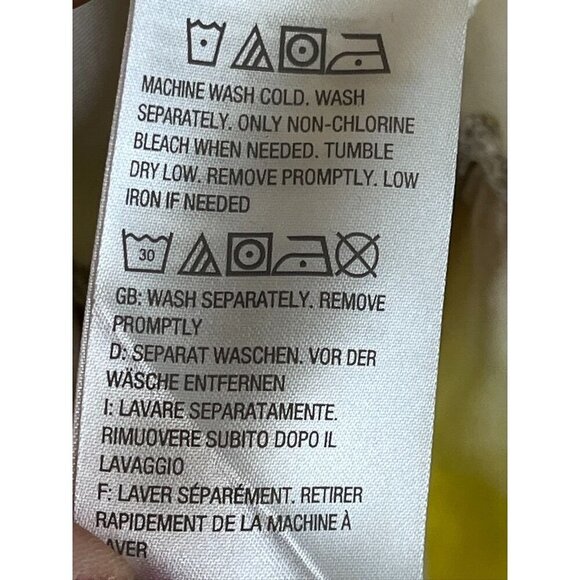 MACHINE WASH COLD. WASH
SEPARATELY. ONLY NON-CHLORINE
BLEACH WHEN NEEDED. TUMBLE
DRY LOW. REMOVE PROMPTLY. LOW
IRON IF NEEDED
30
GB: WASH SEPARATELY. REMOVE
PROMPTLY
D: SEPARAT WASCHEN. VOR DER
WÄSCHE ENTFERNEN
I: LAVARE SEPARATAMENTE.
RIMUOVERE SUBITO DOPO IL
LAVAGGIO
F: LAVER SÉPARÉMENT. RETIRER
RAPIDEMENT DE LA MACHINE À